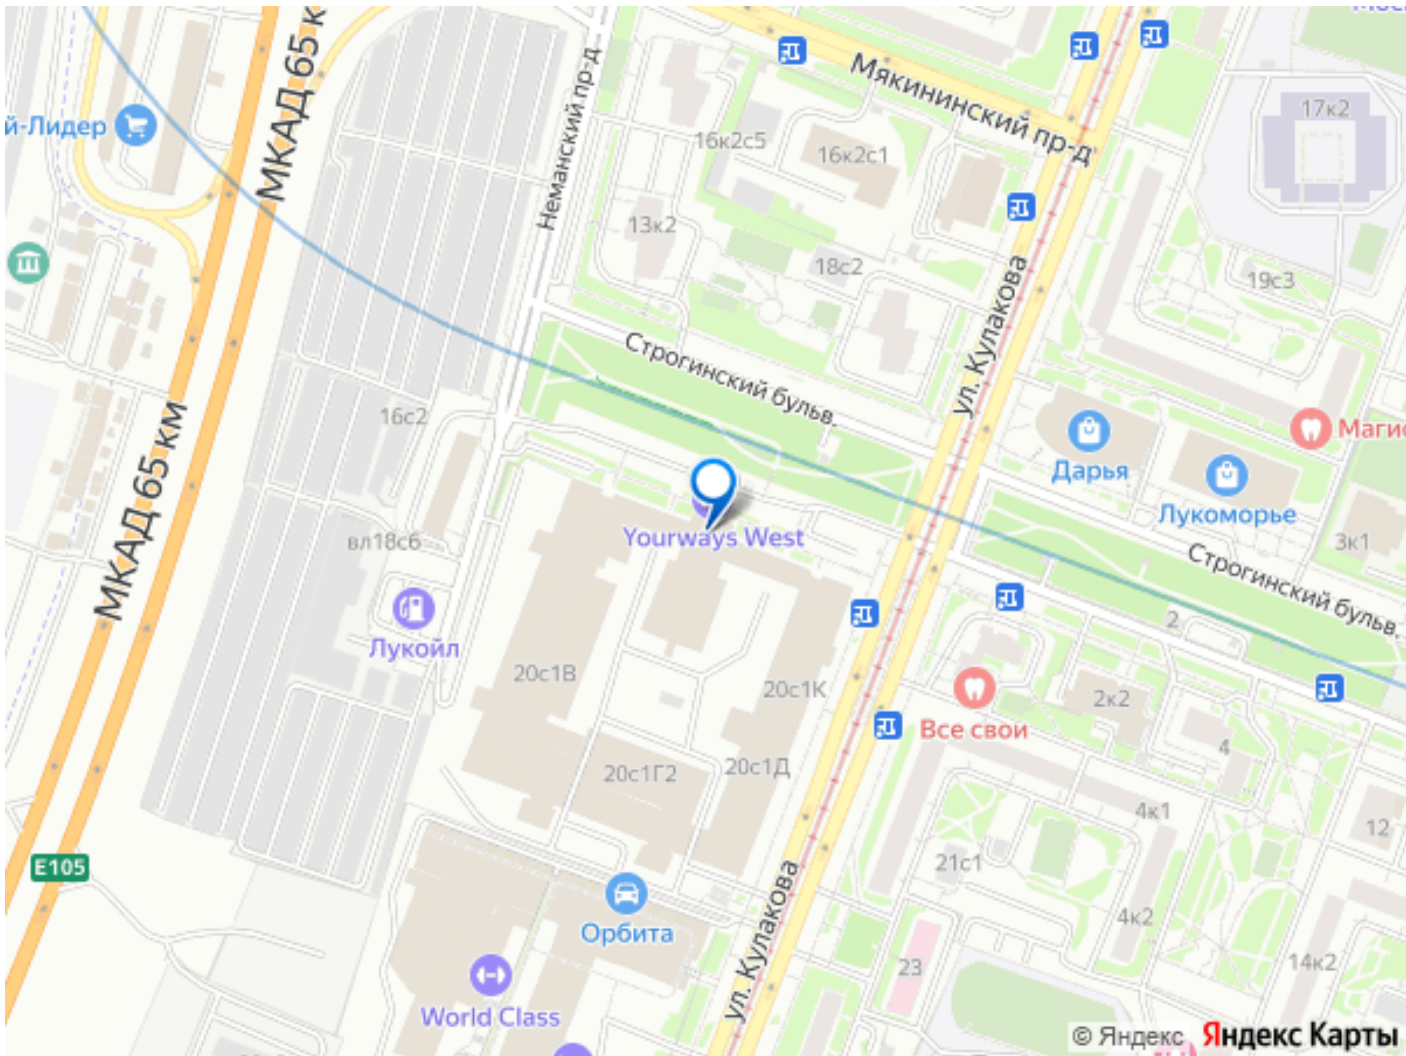 МКАД 65 к
й-Лидер
Неманский пр-д
Мякининский пр-д
16к2с5
16к2с1
17к2
13к2
18с2
19с3
ул. Кулакова
Строгинский бульв.
16с2
МКАД 65 км
Дарья
Магис
Лукоморье
3к1
Yourways West
вл18с6
Строгинский бульв.
Лукойл
2
20с1В
20с1К
2к2
Все свои
4
20с1Г2
20с1Д
4к1
12
E105
21с1
Орбита
4к2
ул. Кулакова
23
14к2
World Class
© Яндекс Яндекс Карты